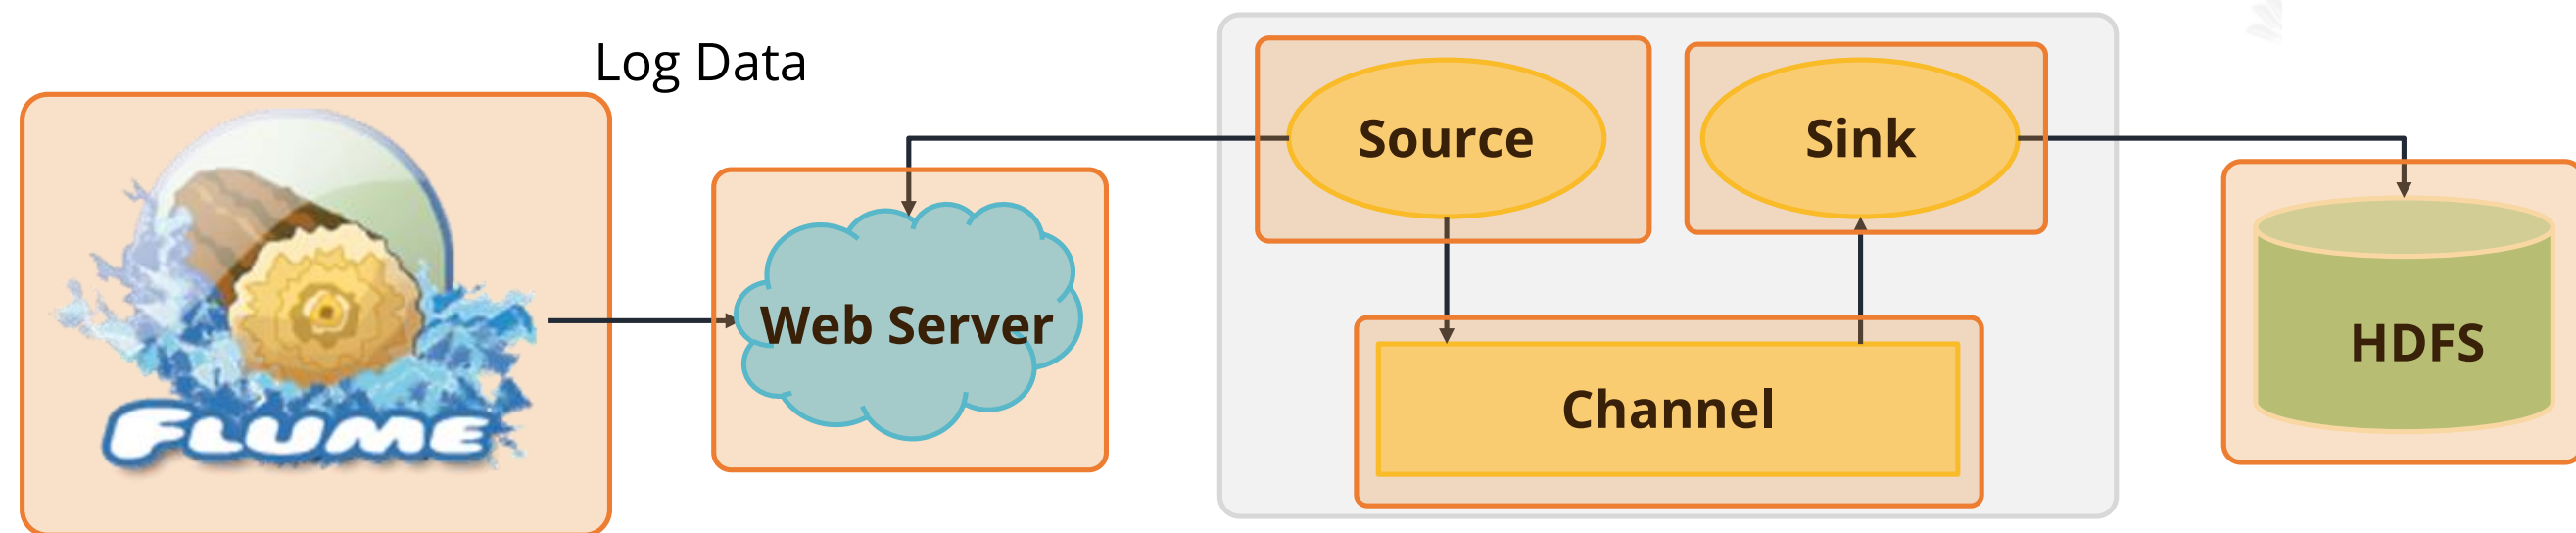 Log Data
FLUME
Web Server
Source
Sink
Channel
HDFS